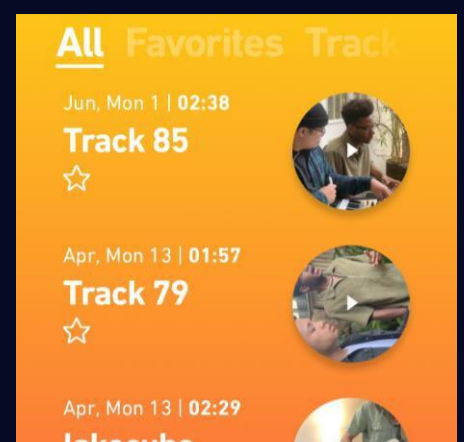 All Favorites Track
Jun, Mon 1 | 02:38
Track 85
Apr, Mon 13 | 01:57
Track 79
Apr, Mon 13 | 02:29